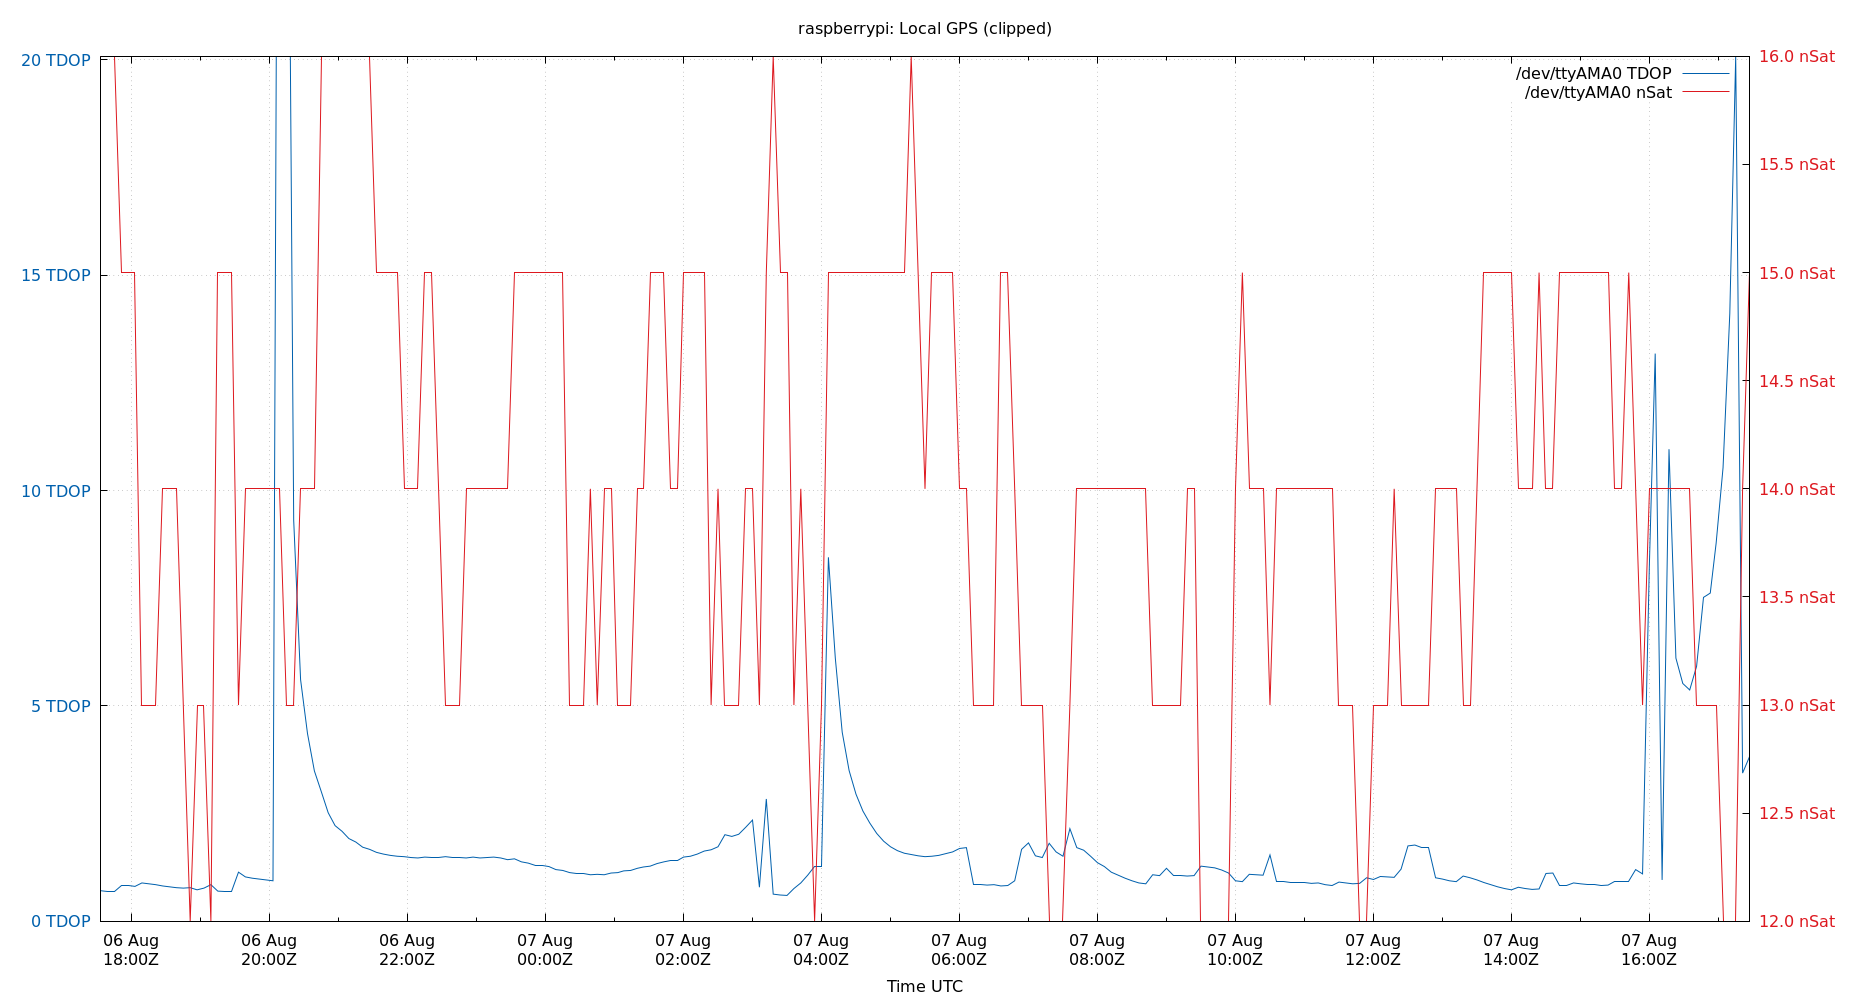 raspberrypi: Local GPS (clipped)
20 TDOP
15 TDOP
10 TDOP
5 TDOP
0 TDOP
/dev/ttyAMA0 TDOP
/dev/ttyAMA0 nSat
16.0 nSat
15.5 nSat
15.0 nSat
14.5 nSat
14.0 nSat
13.5 nSat
13.0 nSat
12.5 nSat
12.0 nSat
06 Aug 06 Aug 06 Aug 07 Aug 07 Aug 07 Aug 07 Aug 07 Aug 07 Aug 07 Aug 07 Aug 07 Aug
18:00Z 20:00Z 22:00Z 00:00Z 02:00Z 04:00Z 06:00Z 08:00Z 10:00Z 12:00Z 14:00Z 16:00Z
Time UTC